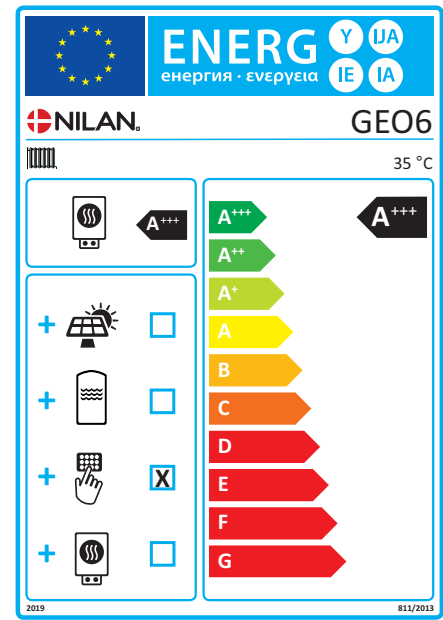 ENERG
енергия · ενεργεια
Y IJA
IE IA
NILAN®
GEO6
35 °C
A+++
A+++
A+++
A++
A+
A
B
C
D
E
F
G
+
+
+ X
+
2019
811/2013